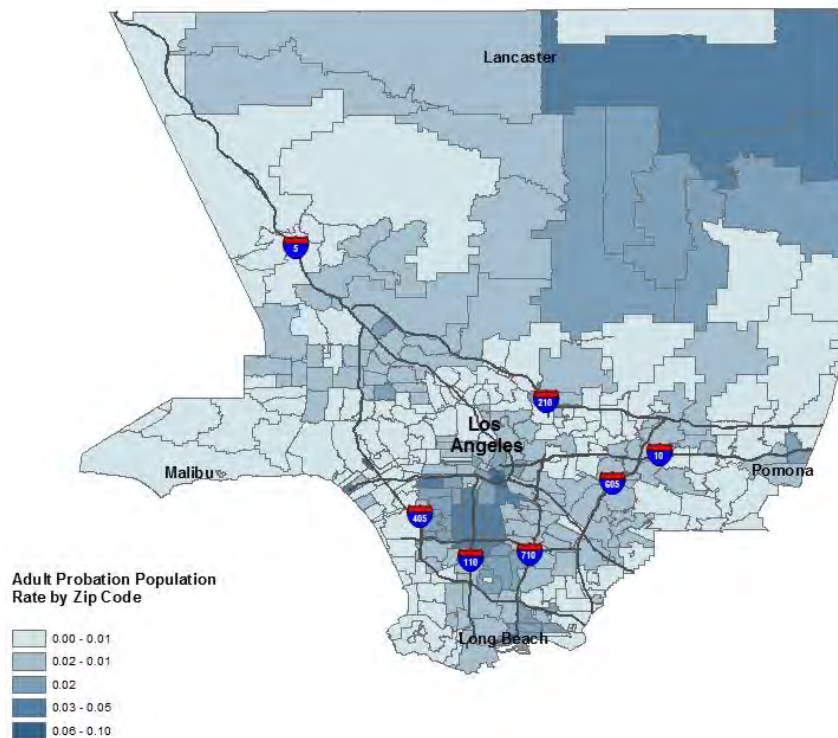 Lancaster
5
210
Los
Angeles
10
Malibu
Pomona
605
405
110
710
Adult Probation Population
Rate by Zip Code
Long Beach
0.00 - 0.01
0.02 - 0.01
0.02
0.03 - 0.05
0.06 - 0.10